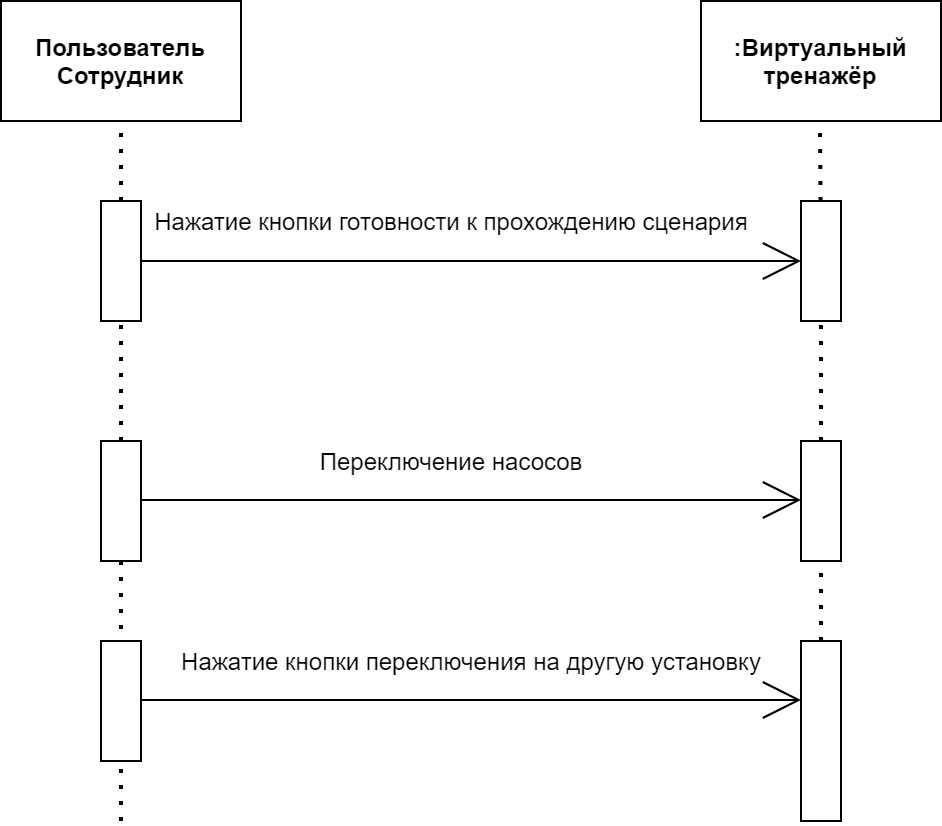 Пользователь
Сотрудник
:Виртуальный
тренажёр
Нажатие кнопки готовности к прохождению сценария
Переключение насосов
Нажатие кнопки переключения на другую установку